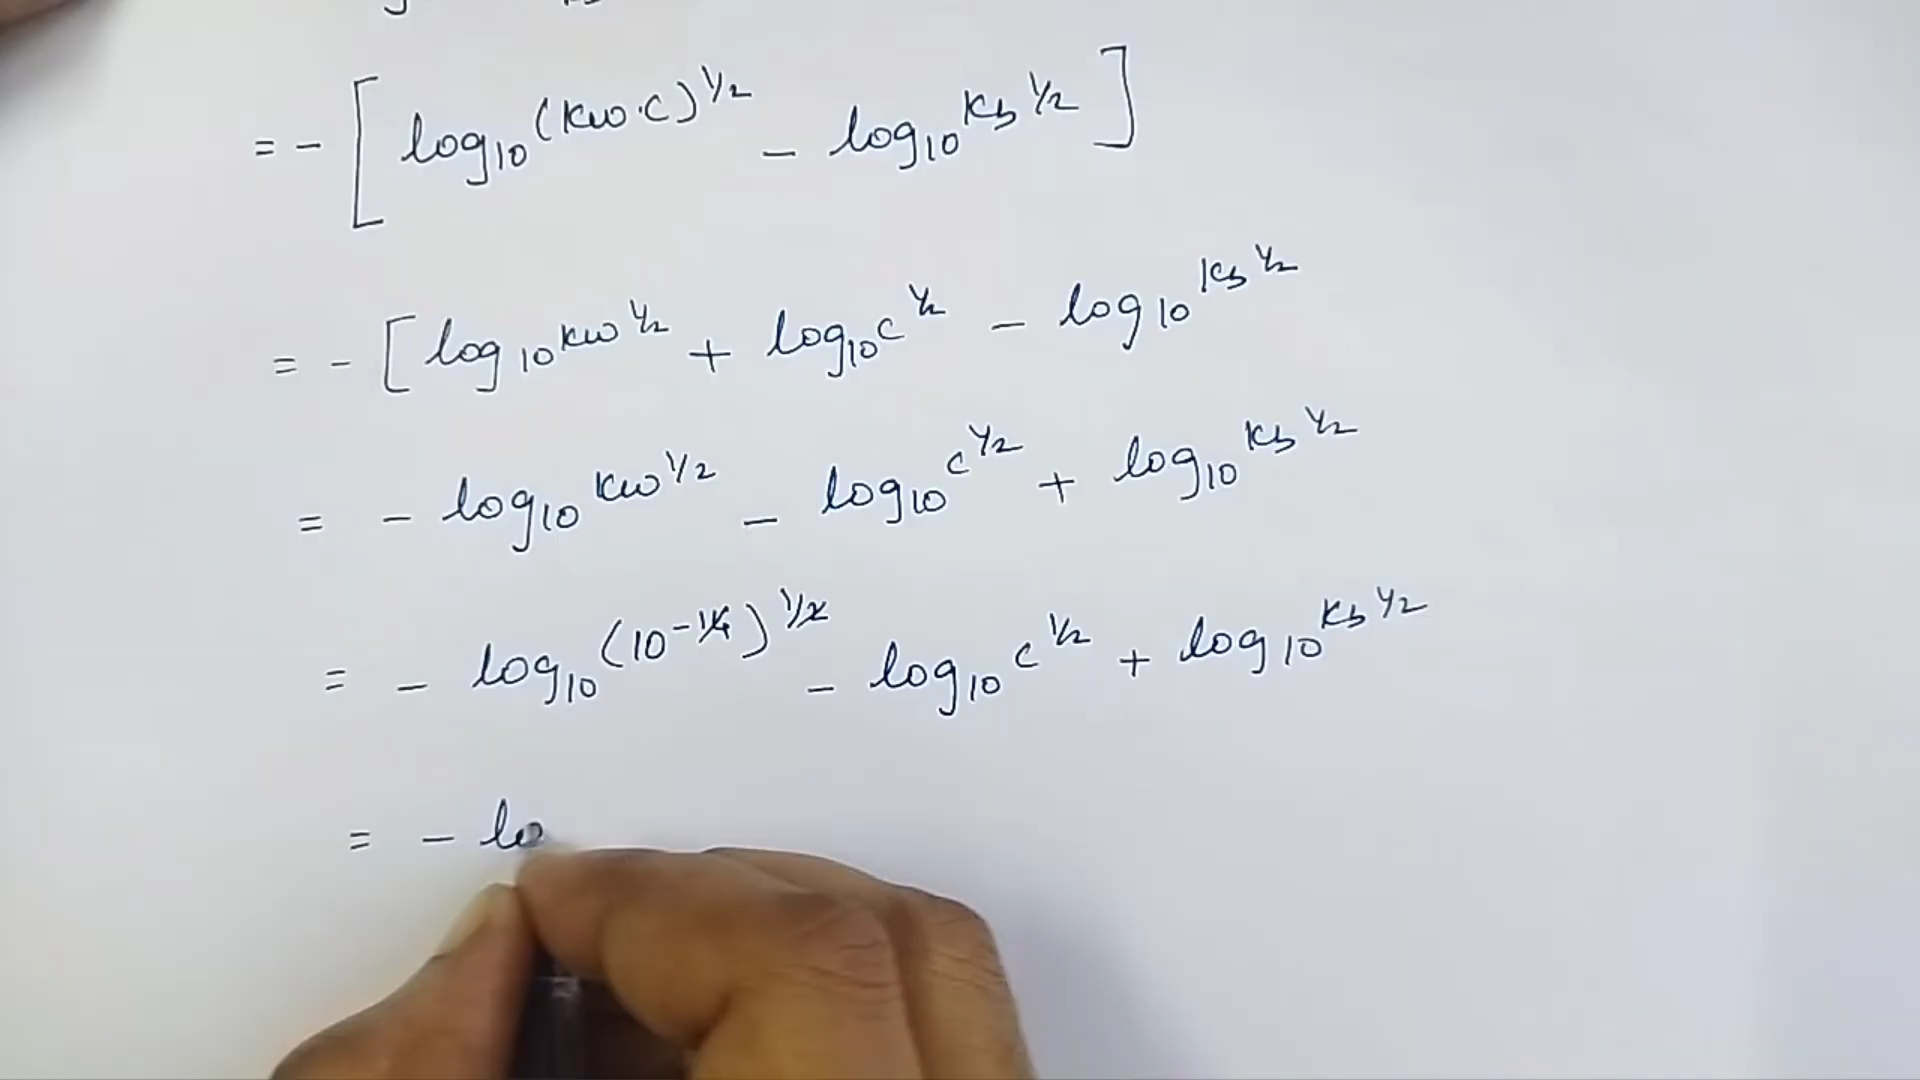 = - [ log₁₀ (Kw·C)^1/2 - log₁₀ Kb^1/2 ]
= - [ log₁₀ Kw^1/2 + log₁₀ C^1/2 - log₁₀ Kb^1/2
= - log₁₀ Kw^1/2 - log₁₀ C^1/2 + log₁₀ Kb^1/2
= - log₁₀ (10^-14)^1/2 - log₁₀ C^1/2 + log₁₀ Kb^1/2
= - lo